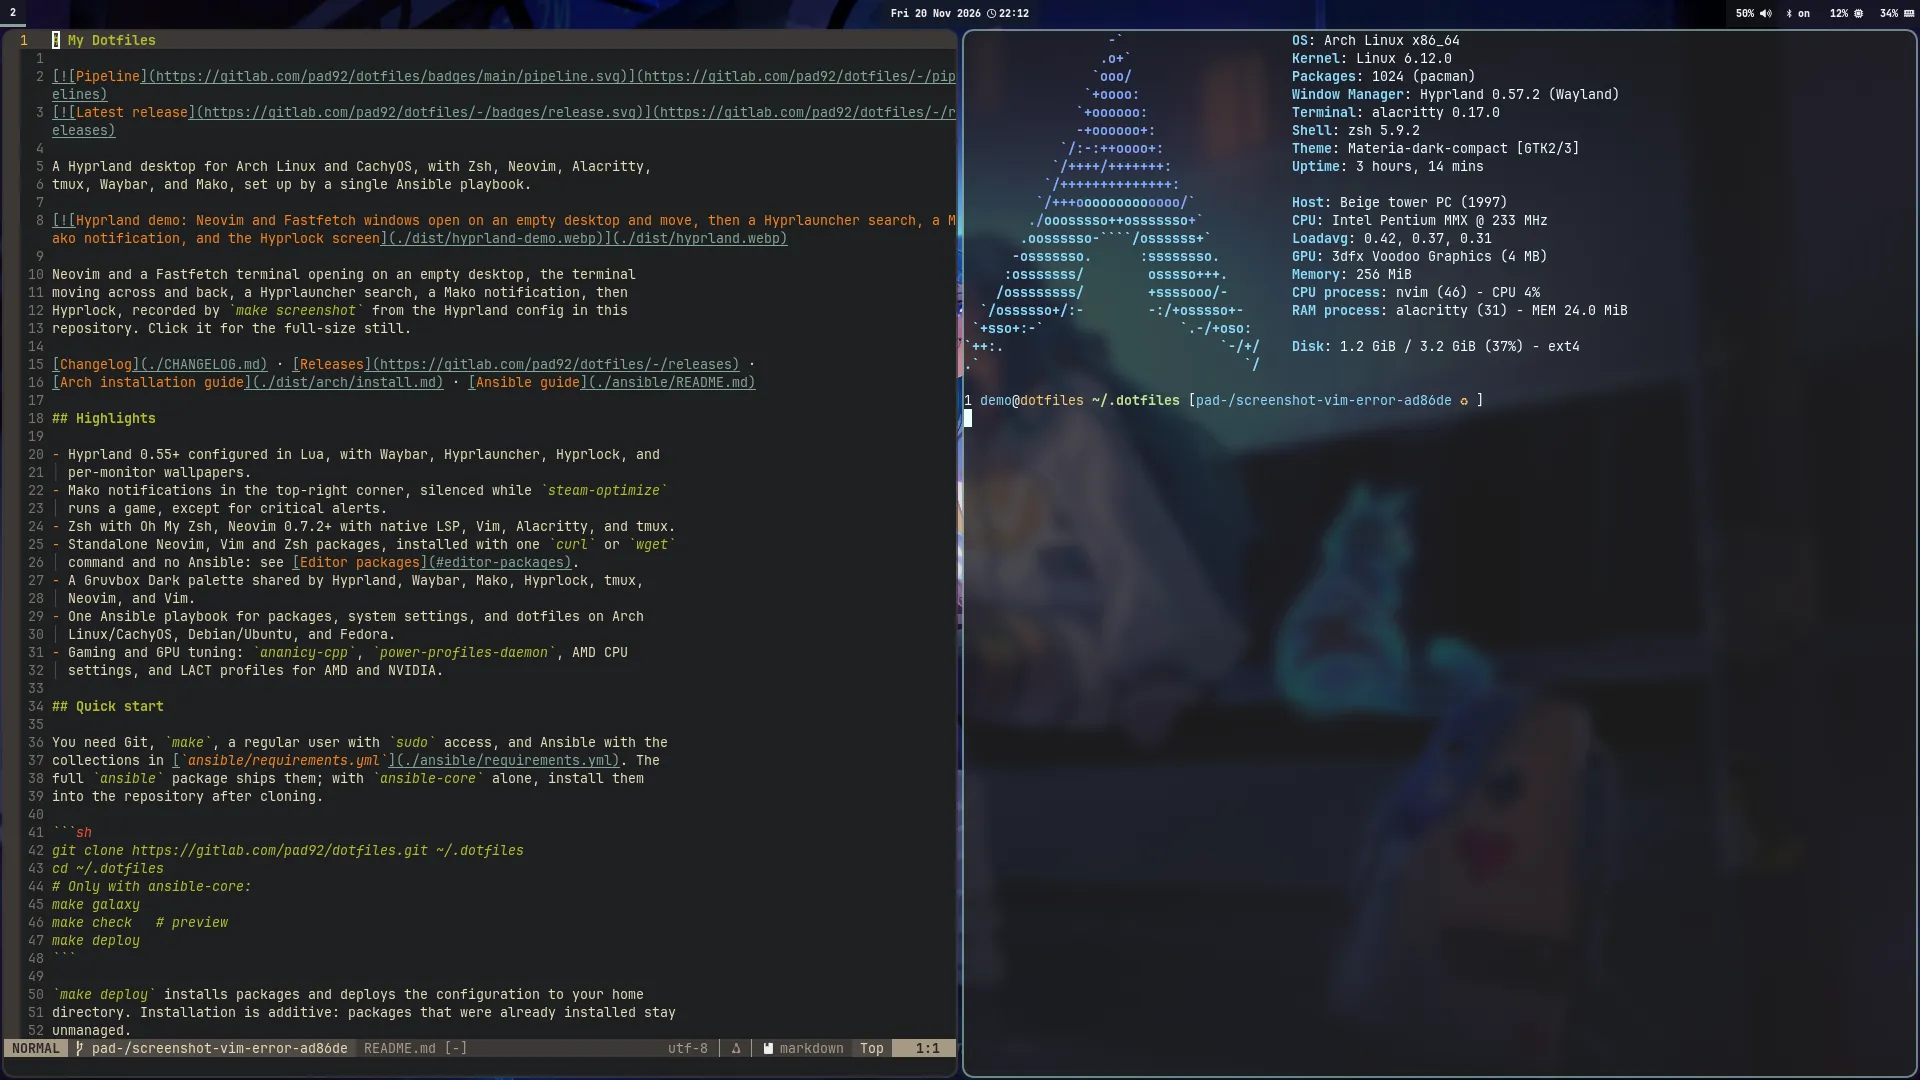 2
Fri 20 Nov 2026 22:12
50% on 12% 34%
1 # My Dotfiles
1
2 [![Pipeline](https://gitlab.com/pad92/dotfiles/badges/main/pipeline.svg)](https://gitlab.com/pad92/dotfiles/-/pip
elines)
3 [![Latest release](https://gitlab.com/pad92/dotfiles/-/badges/release.svg)](https://gitlab.com/pad92/dotfiles/-/r
eleases)
4
5 A Hyprland desktop for Arch Linux and CachyOS, with Zsh, Neovim, Alacritty,
6 tmux, Waybar, and Mako, set up by a single Ansible playbook.
7
8 [![Hyprland demo: Neovim and Fastfetch windows open on an empty desktop and move, then a Hyprlauncher search, a M
ako notification, and the Hyprlock screen](./dist/hyprland-demo.webp)](./dist/hyprland.webp)
9
10 Neovim and a Fastfetch terminal opening on an empty desktop, the terminal
11 moving across and back, a Hyprlauncher search, a Mako notification, then
12 Hyprlock, recorded by `make screenshot` from the Hyprland config in this
13 repository. Click it for the full-size still.
14
15 [Changelog](./CHANGELOG.md) · [Releases](https://gitlab.com/pad92/dotfiles/-/releases) ·
16 [Arch installation guide](./dist/arch/install.md) · [Ansible guide](./ansible/README.md)
17
18 ## Highlights
19
20 - Hyprland 0.55+ configured in Lua, with Waybar, Hyprlauncher, Hyprlock, and
21 per-monitor wallpapers.
22 - Mako notifications in the top-right corner, silenced while `steam-optimize`
23 runs a game, except for critical alerts.
24 - Zsh with Oh My Zsh, Neovim 0.7.2+ with native LSP, Vim, Alacritty, and tmux.
25 - Standalone Neovim, Vim and Zsh packages, installed with one `curl` or `wget`
26 command and no Ansible: see [Editor packages](#editor-packages).
27 - A Gruvbox Dark palette shared by Hyprland, Waybar, Mako, Hyprlock, tmux,
28 Neovim, and Vim.
29 - One Ansible playbook for packages, system settings, and dotfiles on Arch
30 Linux/CachyOS, Debian/Ubuntu, and Fedora.
31 - Gaming and GPU tuning: `ananicy-cpp`, `power-profiles-daemon`, AMD CPU
32 settings, and LACT profiles for AMD and NVIDIA.
33
34 ## Quick start
35
36 You need Git, `make`, a regular user with `sudo` access, and Ansible with the
37 collections in [`ansible/requirements.yml`](./ansible/requirements.yml). The
38 full `ansible` package ships them; with `ansible-core` alone, install them
39 into the repository after cloning.
40
41 ```sh
42 git clone https://gitlab.com/pad92/dotfiles.git ~/.dotfiles
43 cd ~/.dotfiles
44 # Only with ansible-core:
45 make galaxy
46 make check   # preview
47 make deploy
48 ```
49
50 `make deploy` installs packages and deploys the configuration to your home
51 directory. Installation is additive: packages that were already installed stay
52 unmanaged.
NORMAL pad-/screenshot-vim-error-ad86de README.md [-] utf-8 markdown Top 1:1
-`
.o+`
`ooo/
`+oooo:
`+oooooo:
-+oooooo+:
`/:-:++oooo+:
`/++++/+++++++:
`/++++++++++++++:
`/+++ooooooooooooo/`
./ooosssso++osssssso+`
.oossssso-````/ossssss+`
-osssssso. :ssssssso.
:osssssss/ osssso+++.
/ossssssss/ +ssssooo/-
`/ossssso+/:- -:/+osssso+-
`+sso+:-` `.-/+oso:
`++:. `-/+/
.` `/
OS: Arch Linux x86_64
Kernel: Linux 6.12.0
Packages: 1024 (pacman)
Window Manager: Hyprland 0.57.2 (Wayland)
Terminal: alacritty 0.17.0
Shell: zsh 5.9.2
Theme: Materia-dark-compact [GTK2/3]
Uptime: 3 hours, 14 mins
Host: Beige tower PC (1997)
CPU: Intel Pentium MMX @ 233 MHz
Loadavg: 0.42, 0.37, 0.31
GPU: 3dfx Voodoo Graphics (4 MB)
Memory: 256 MiB
CPU process: nvim (46) - CPU 4%
RAM process: alacritty (31) - MEM 24.0 MiB
Disk: 1.2 GiB / 3.2 GiB (37%) - ext4
1 demo@dotfiles ~/.dotfiles [pad-/screenshot-vim-error-ad86de ♻ ]